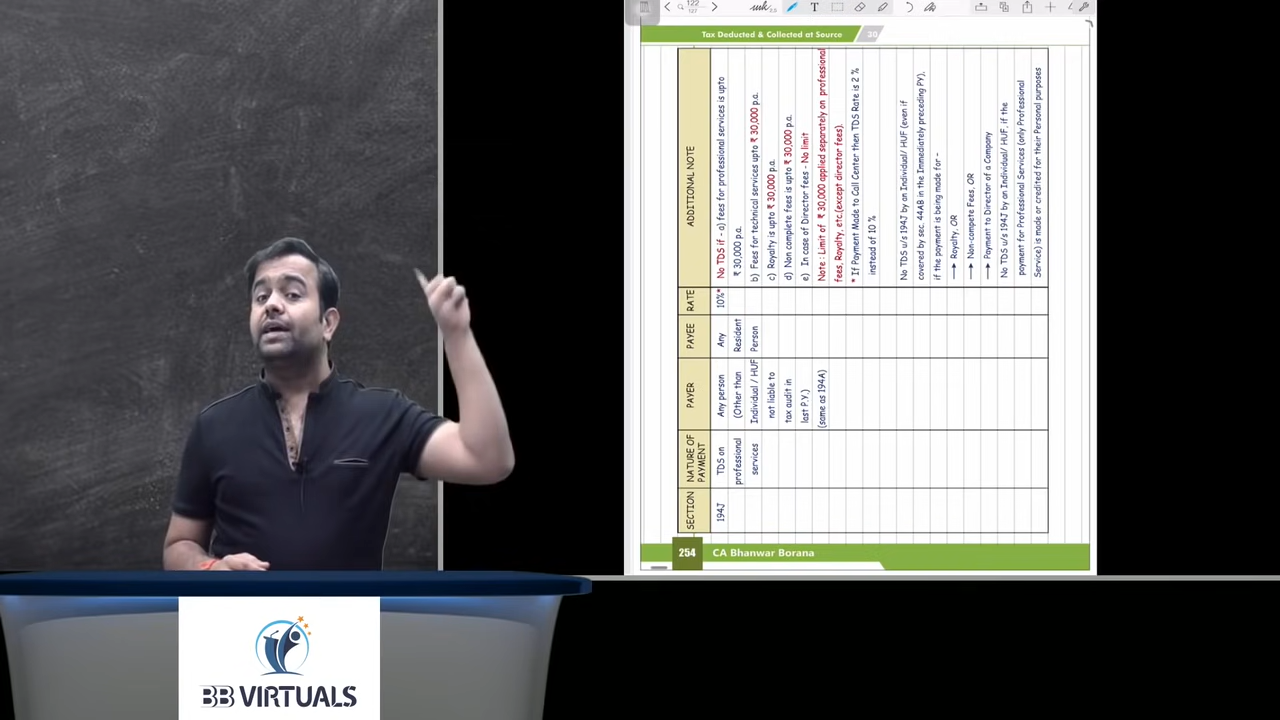 122
127
Tax Deducted & Collected at Source
30
SECTION
NATURE OF
PAYMENT
PAYER
PAYEE
RATE
ADDITIONAL NOTE
194J
TDS on
professional
services
Any person
(Other than
Individual / HUF
not liable to
tax audit in
last P.Y.)
(same as 194A)
Any
Resident
Person
10%*
No TDS if - a) fees for professional services is upto
₹ 30,000 p.a.
b) Fees for technical services upto ₹ 30,000 p.a.
c) Royalty is upto ₹ 30,000 p.a.
d) Non complete fees is upto ₹ 30,000 p.a.
e) In case of Director fees - No limit
Note : Limit of ₹ 30,000 applied separately on professional
fees, Royalty, etc.(except director fees).
* If Payment Made to Call Center then TDS Rate is 2 %
instead of 10 %
No TDS u/s 194J by an Individual/ HUF (even if
covered by sec. 44AB in the Immediately preceding PY),
if the payment is being made for -
→ Royalty, OR
→ Non-compete Fees, OR
→ Payment to Director of a Company
No TDS u/s 194J by an Individual/ HUF, if the
payment for Professional Services (only Professional
Service) is made or credited for their Personal purposes
254
CA Bhanwar Borana
BB VIRTUALS